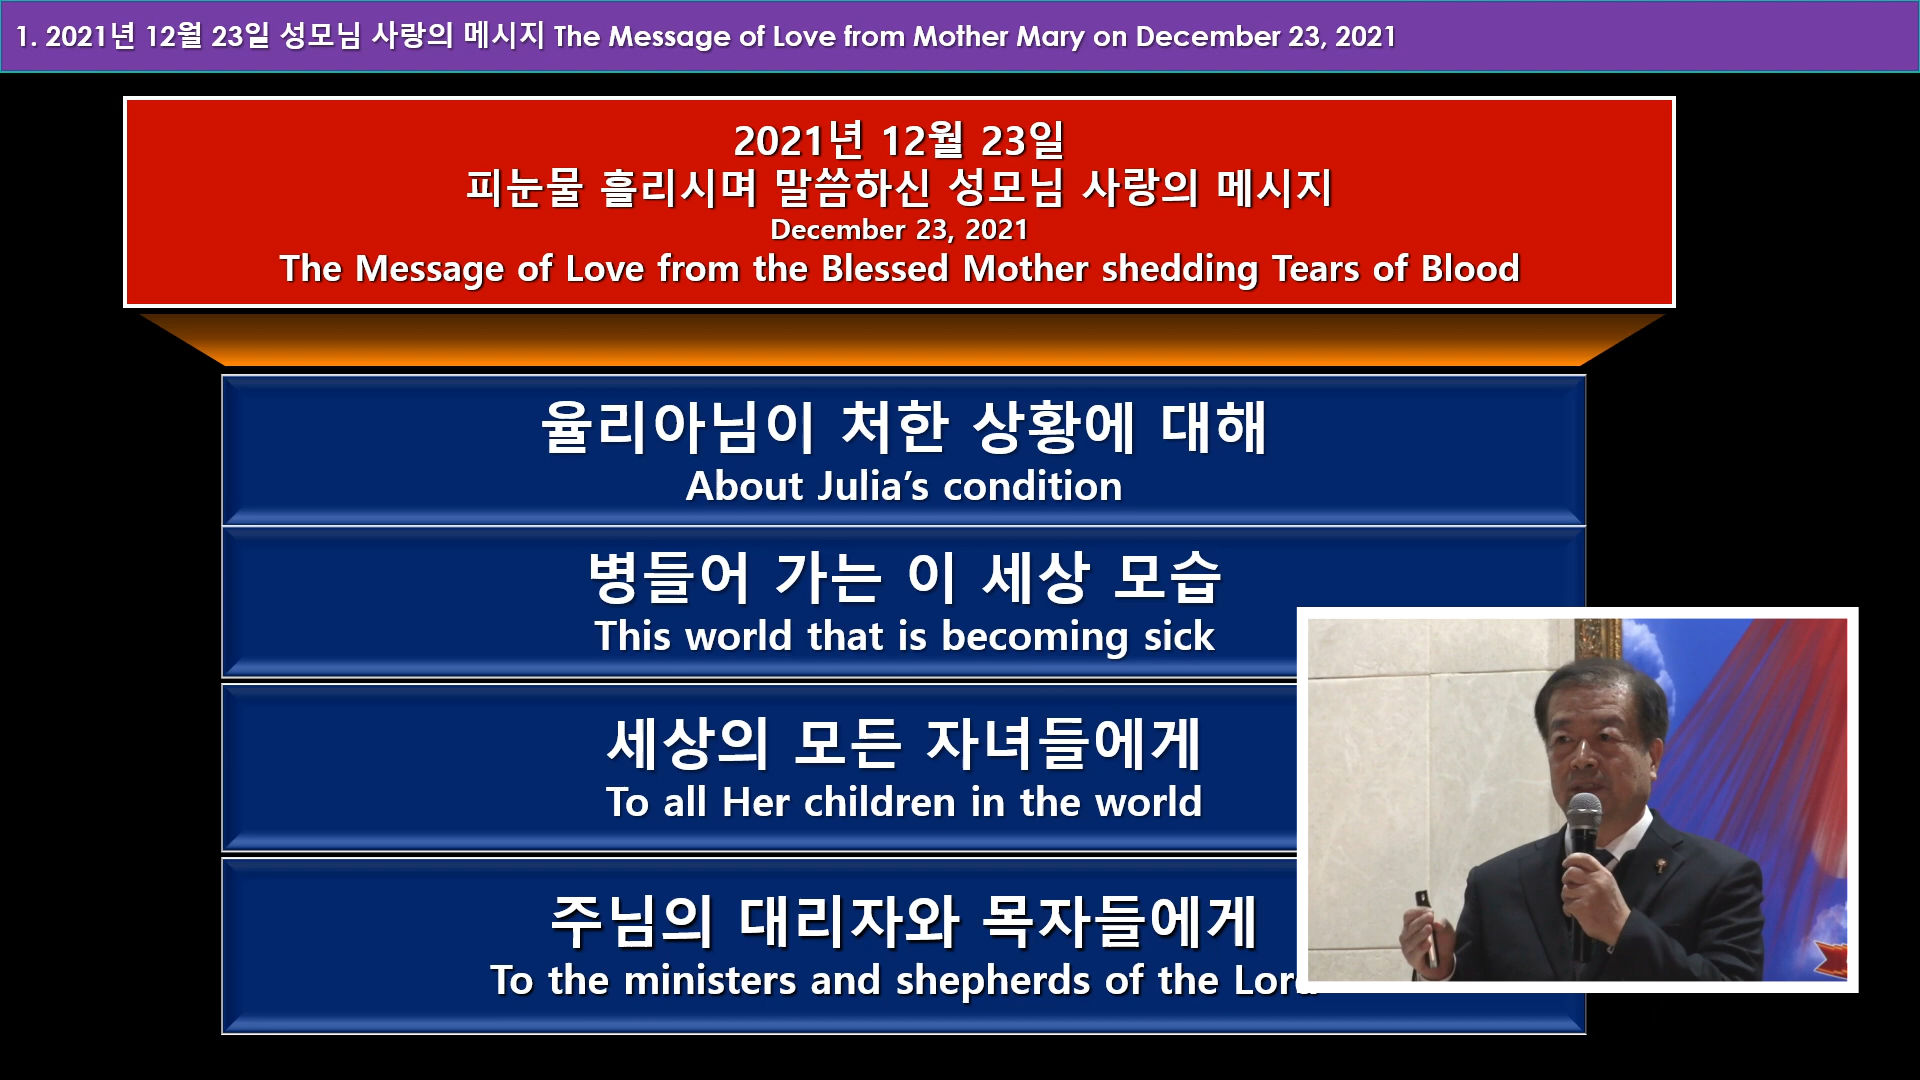 1. 2021년 12월 23일 성모님 사랑의 메시지 The Message of Love from Mother Mary on December 23, 2021
2021년 12월 23일
피눈물 흘리시며 말씀하신 성모님 사랑의 메시지
December 23, 2021
The Message of Love from the Blessed Mother shedding Tears of Blood
율리아님이 처한 상황에 대해
About Julia’s condition
병들어 가는 이 세상 모습
This world that is becoming sick
세상의 모든 자녀들에게
To all Her children in the world
주님의 대리자와 목자들에게
To the ministers and shepherds of the Lord